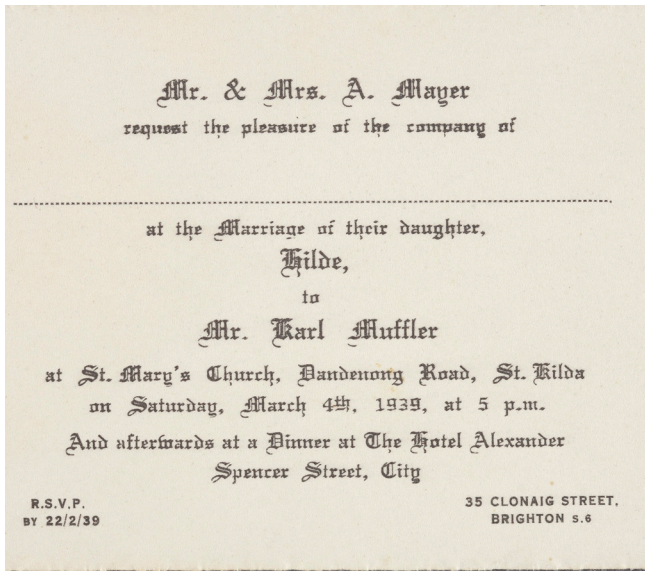 Mr. & Mrs. A. Mayer
request the pleasure of the company of
at the Marriage of their daughter,
Hilde,
to
Mr. Karl Muffler
at St. Mary's Church, Dandenong Road, St. Kilda
on Saturday, March 4th, 1939, at 5 p.m.
And afterwards at a Dinner at The Hotel Alexander
Spencer Street, City
R.S.V.P.
BY 22/2/39
35 CLONAIG STREET,
BRIGHTON S.6